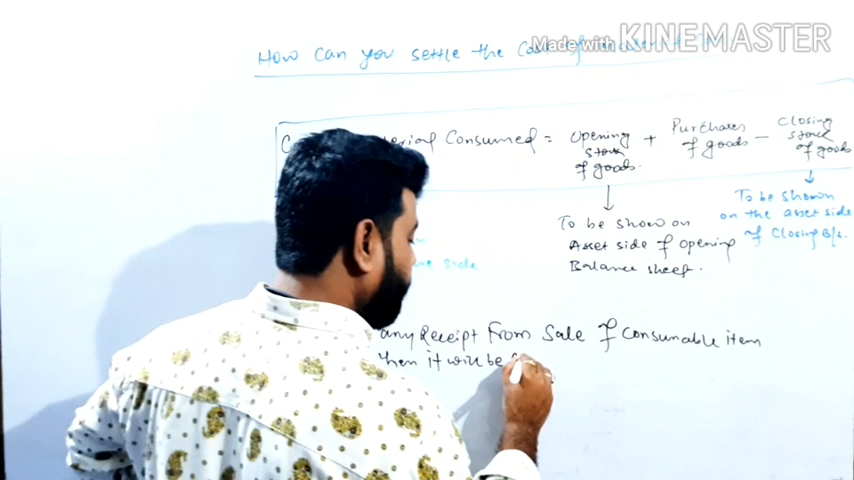 Made with KINEMASTER
How can you settle the
Material Consumed = Opening stock of goods. + Purchases of goods - Closing stock of goods
To be shown on Asset side of opening Balance sheet.
To be shown on the asset side of Closing B/s.
side
any Receipt From Sale of Consumable item
then it will be